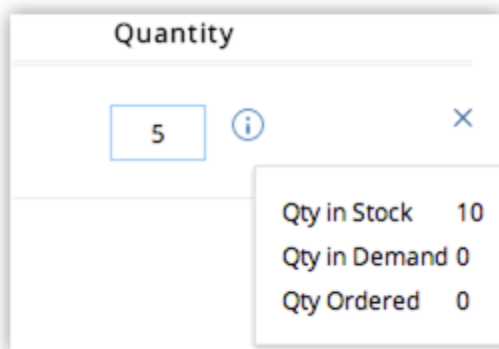 Quantity
5
Qty in Stock 10
Qty in Demand 0
Qty Ordered 0